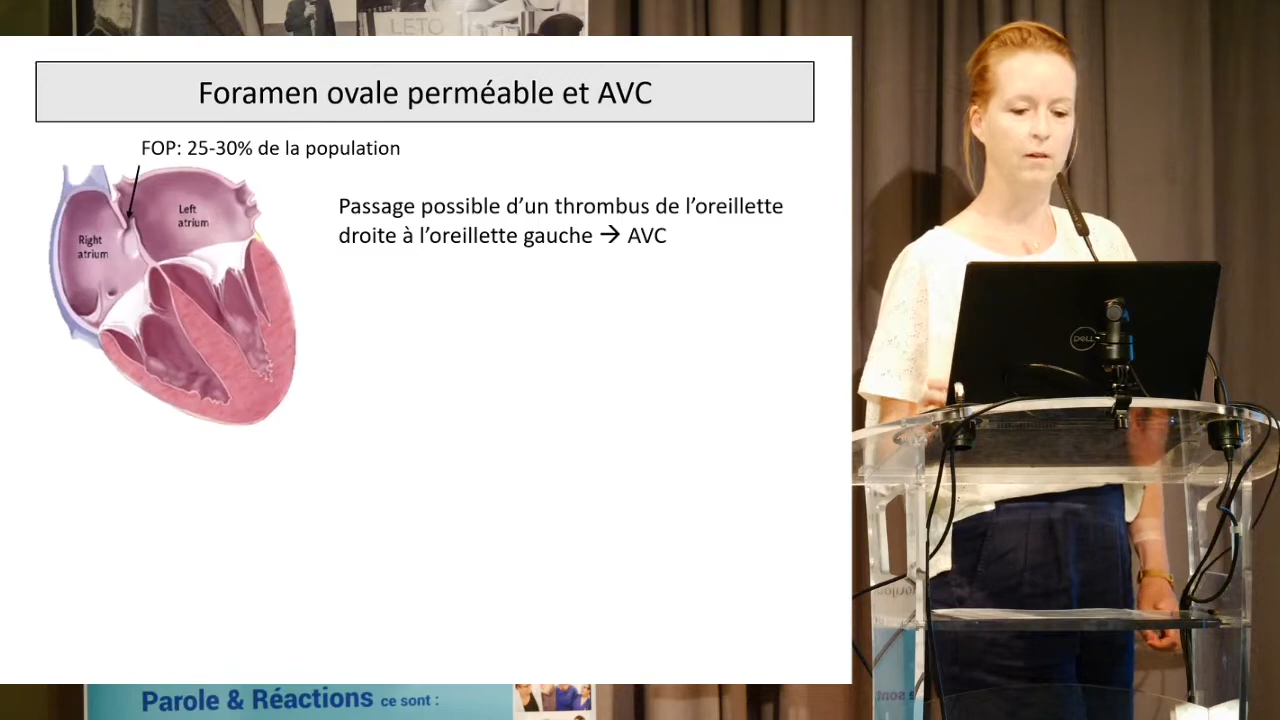 LETO
Foramen ovale perméable et AVC
FOP: 25-30% de la population
Left
atrium
Right
atrium
Passage possible d’un thrombus de l’oreillette
droite à l’oreillette gauche → AVC
DELL
Parole & Réactions ce sont :